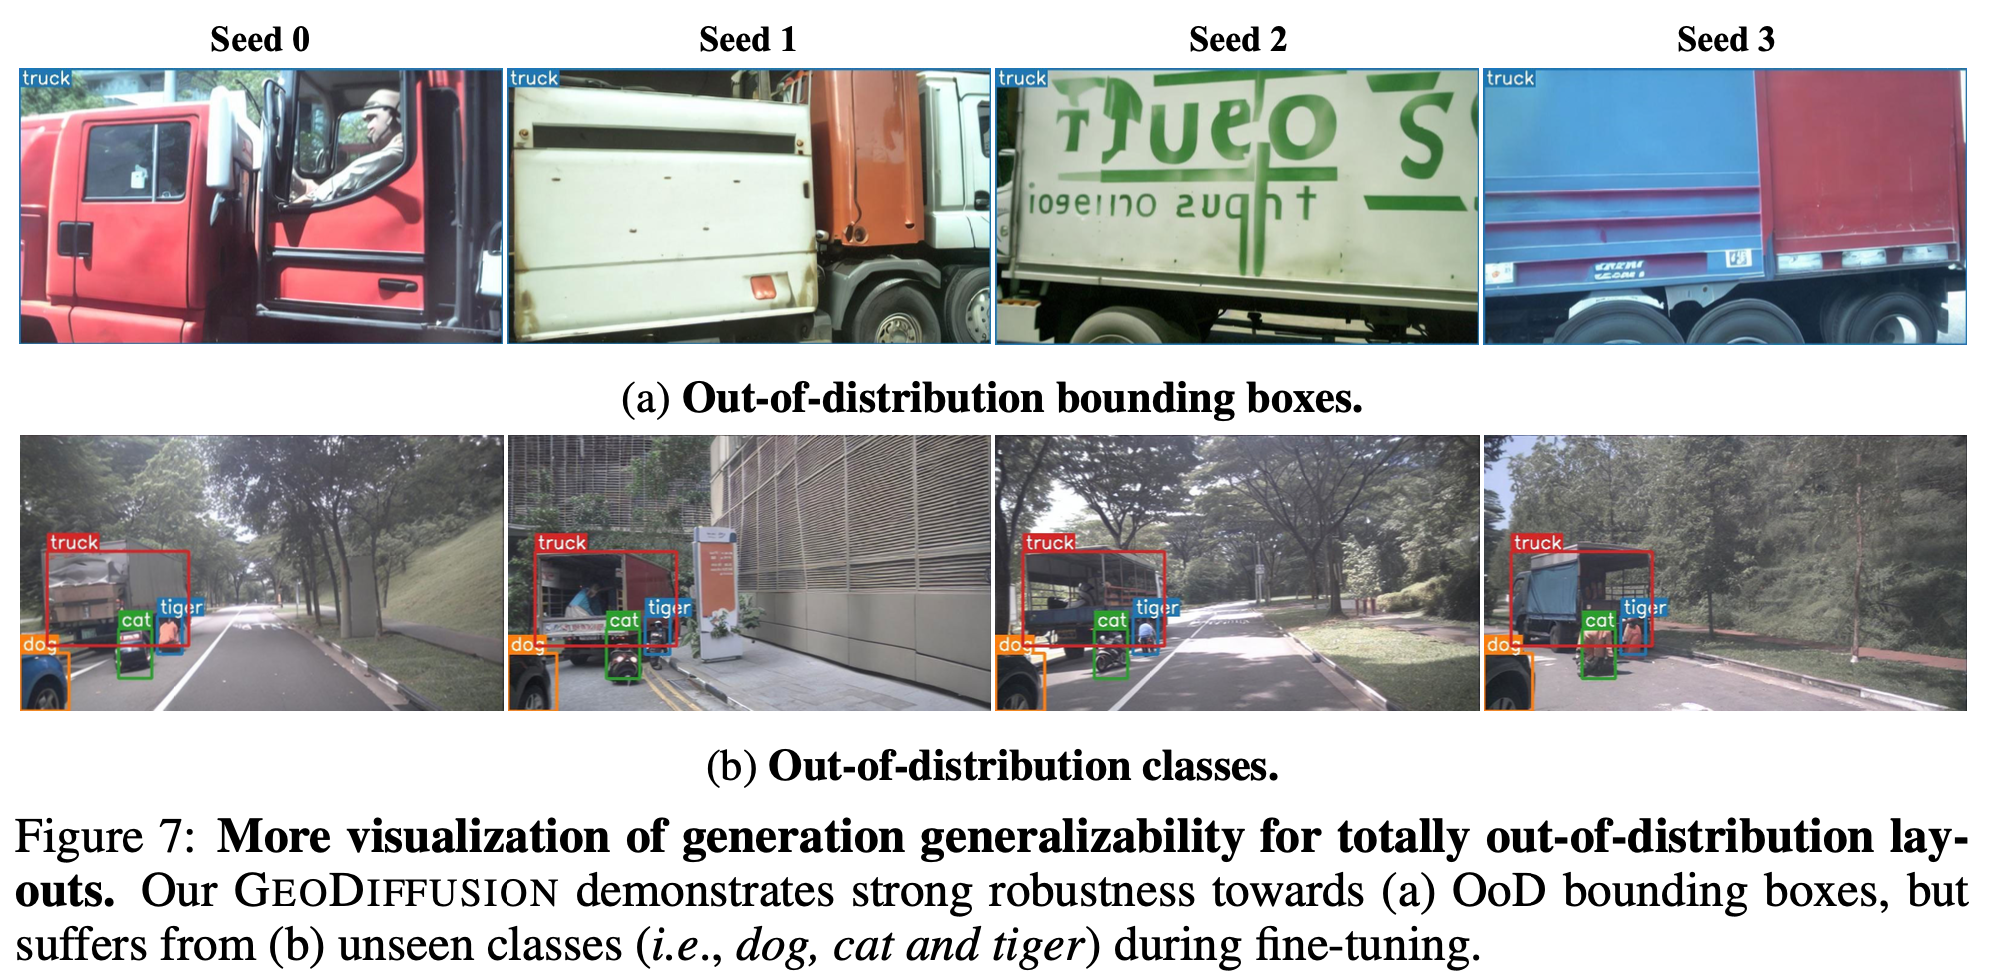 Seed 0 Seed 1 Seed 2 Seed 3
truck truck truck truck
(a) Out-of-distribution bounding boxes.
truck truck truck truck
cat tiger cat tiger cat tiger cat tiger
dog dog dog dog
(b) Out-of-distribution classes.
Figure 7: More visualization of generation generalizability for totally out-of-distribution lay-
outs. Our GEODIFFUSION demonstrates strong robustness towards (a) OoD bounding boxes, but
suffers from (b) unseen classes (i.e., dog, cat and tiger) during fine-tuning.